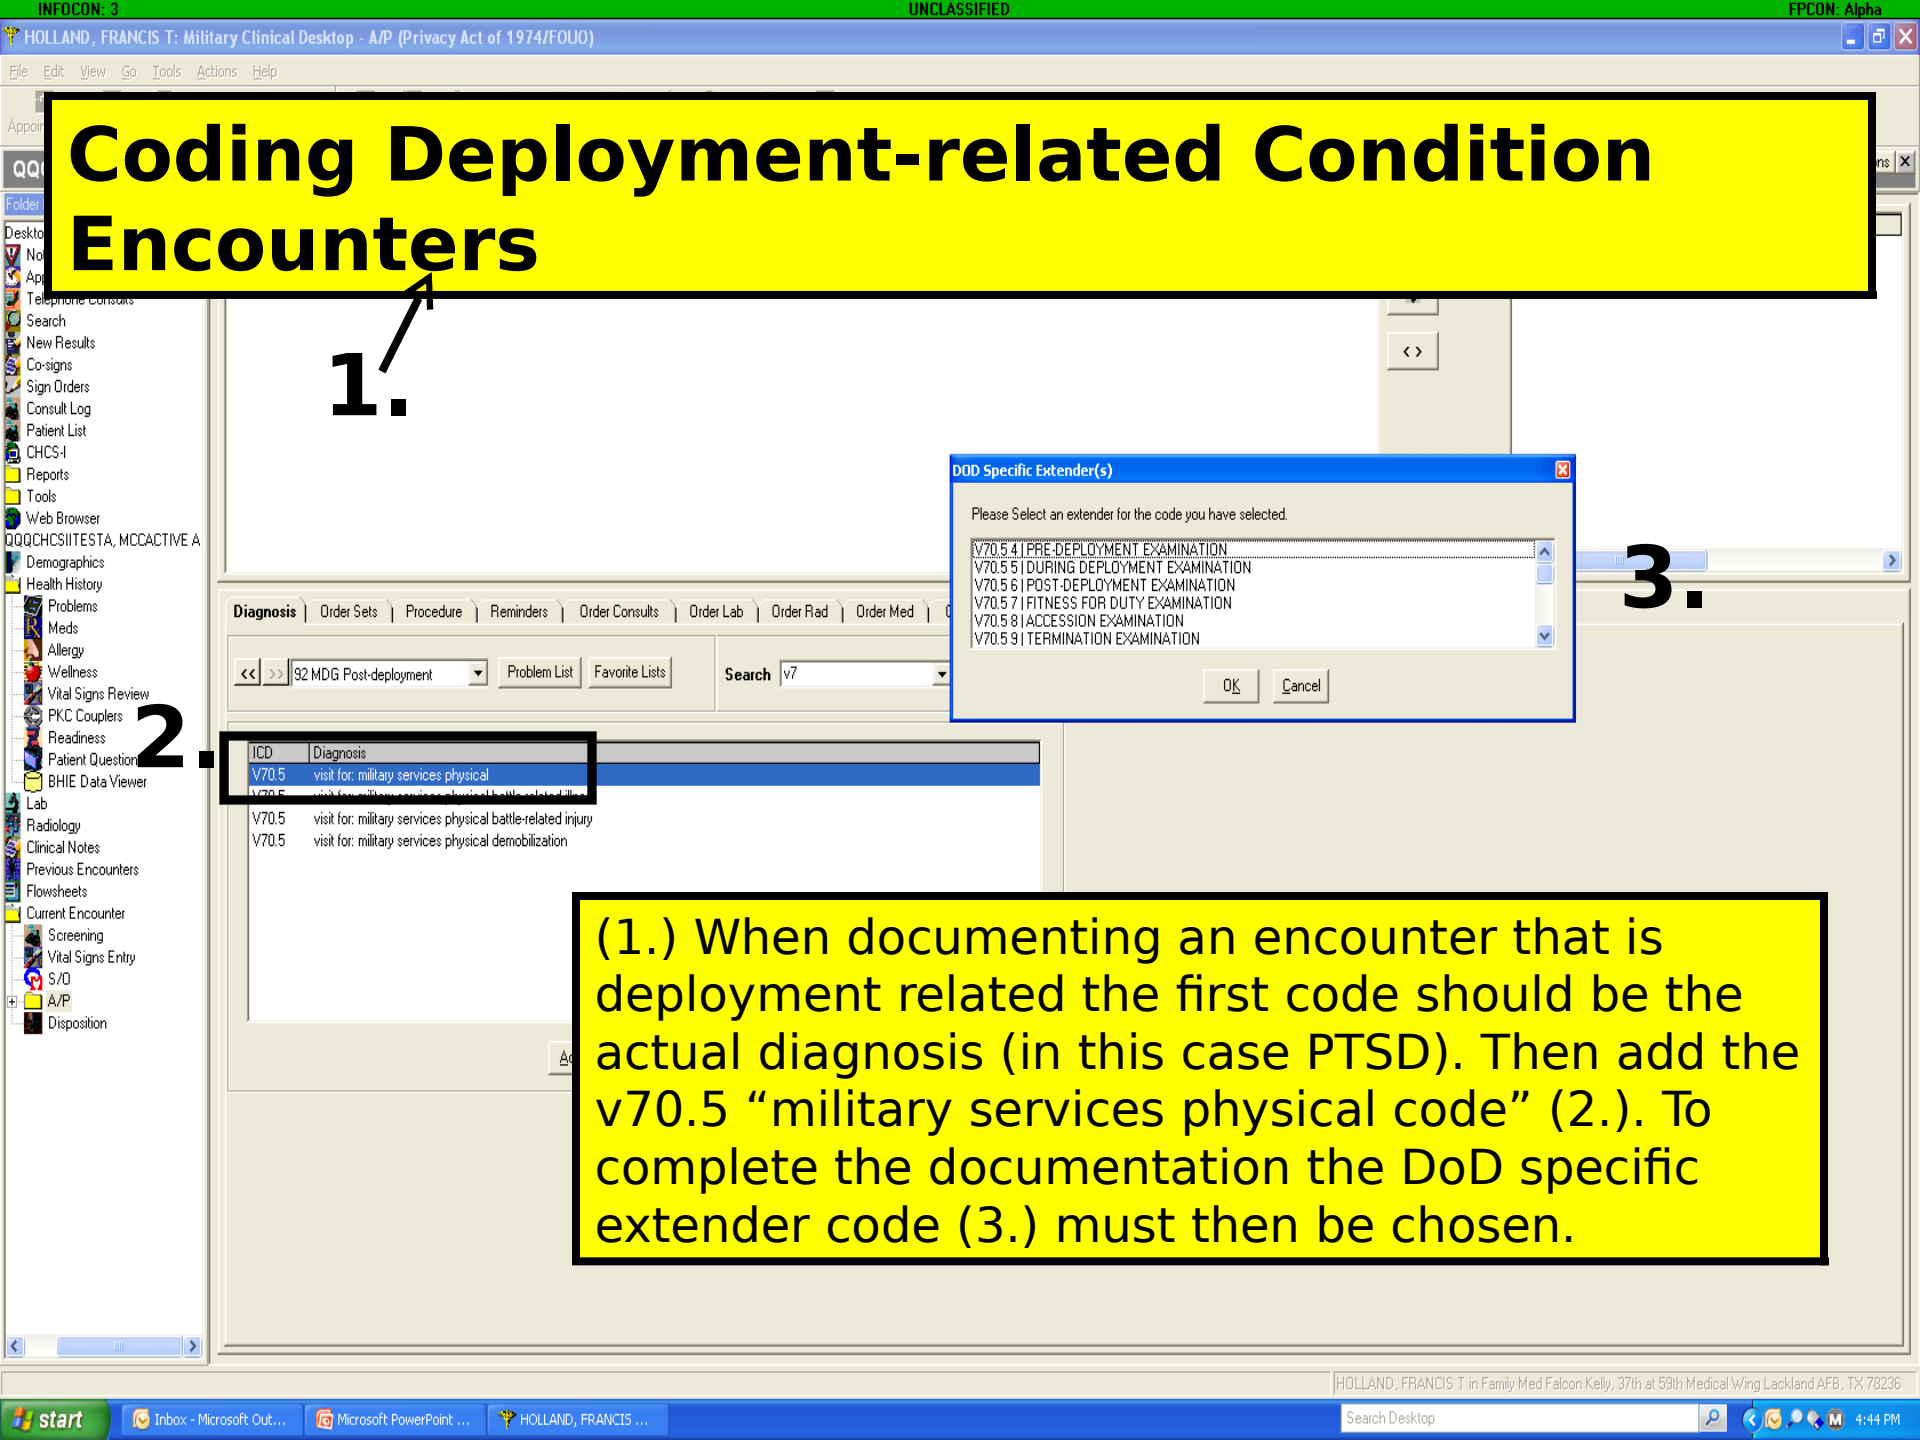 INFOCON: 3
UNCLASSIFIED
FPCON: Alpha
HOLLAND, FRANCIS T: Military Clinical Desktop - A/P (Privacy Act of 1974/FOUO)
File Edit View Go Tools Actions Help
Coding Deployment-related Condition
Encounters
1.
Search
New Results
Co-signs
Sign Orders
Consult Log
Patient List
CHCS-I
Reports
Tools
Web Browser
QQQCHCSIITESTA, MCCACTIVE A
Demographics
Health History
Problems
Meds
Allergy
Wellness
Vital Signs Review
PKC Couplers
Readiness
Patient Question
BHIE Data Viewer
Lab
Radiology
Clinical Notes
Previous Encounters
Flowsheets
Current Encounter
Screening
Vital Signs Entry
S/O
A/P
Disposition
2.
< >
DOD Specific Extender(s)
Please Select an extender for the code you have selected.
V70.5 4 | PRE-DEPLOYMENT EXAMINATION
V70.5 5 | DURING DEPLOYMENT EXAMINATION
V70.5 6 | POST-DEPLOYMENT EXAMINATION
V70.5 7 | FITNESS FOR DUTY EXAMINATION
V70.5 8 | ACCESSION EXAMINATION
V70.5 9 | TERMINATION EXAMINATION
OK Cancel
3.
Diagnosis Order Sets Procedure Reminders Order Consults Order Lab Order Rad Order Med
<< >> 92 MDG Post-deployment Problem List Favorite Lists Search v7
ICD Diagnosis
V70.5 visit for: military services physical
V70.5 visit for: military services physical battle-related
V70.5 visit for: military services physical battle-related injury
V70.5 visit for: military services physical demobilization
(1.) When documenting an encounter that is
deployment related the first code should be the
actual diagnosis (in this case PTSD). Then add the
v70.5 “military services physical code” (2.). To
complete the documentation the DoD specific
extender code (3.) must then be chosen.
HOLLAND, FRANCIS T in Family Med Falcon Kelly, 37th at 59th Medical Wing Lackland AFB, TX 78236
start
Inbox - Microsoft Out...
Microsoft PowerPoint ...
HOLLAND, FRANCIS ...
Search Desktop
4:44 PM